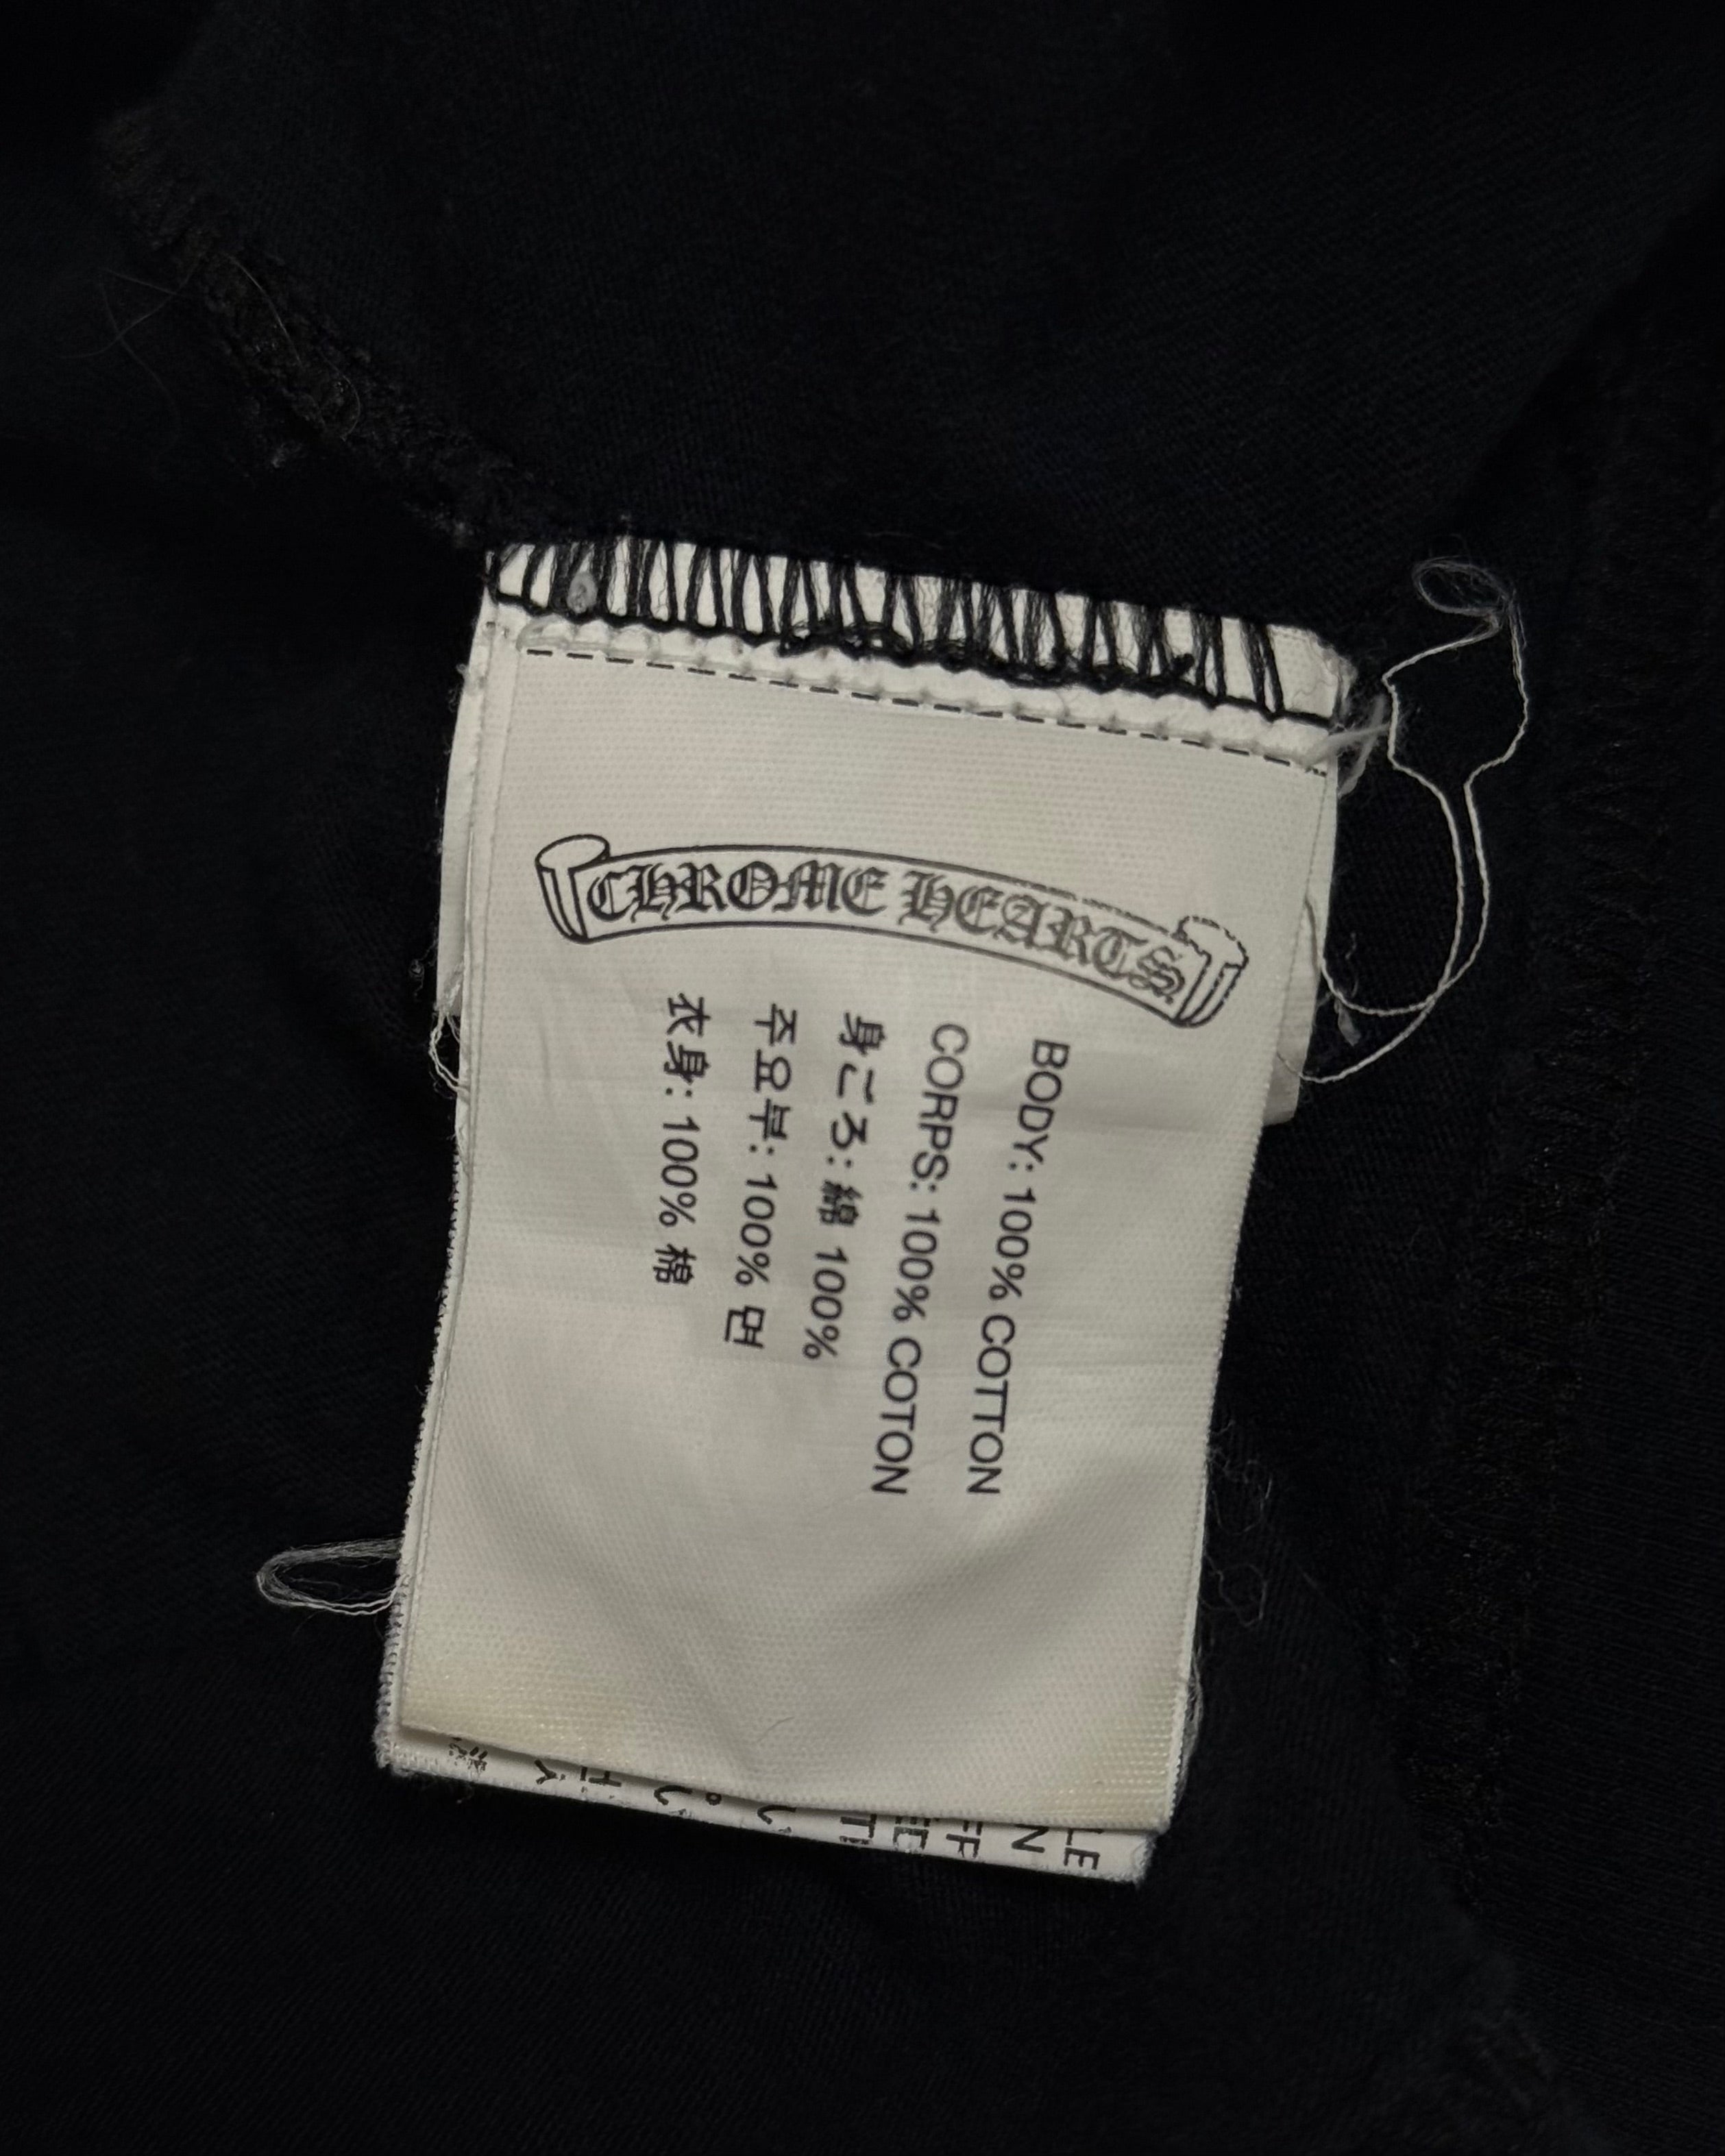 CHROME HEARTS
BODY: 100% COTTON
CORPS: 100% COTON
身ごろ: 綿 100%
주요부: 100% 면
衣身: 100% 棉